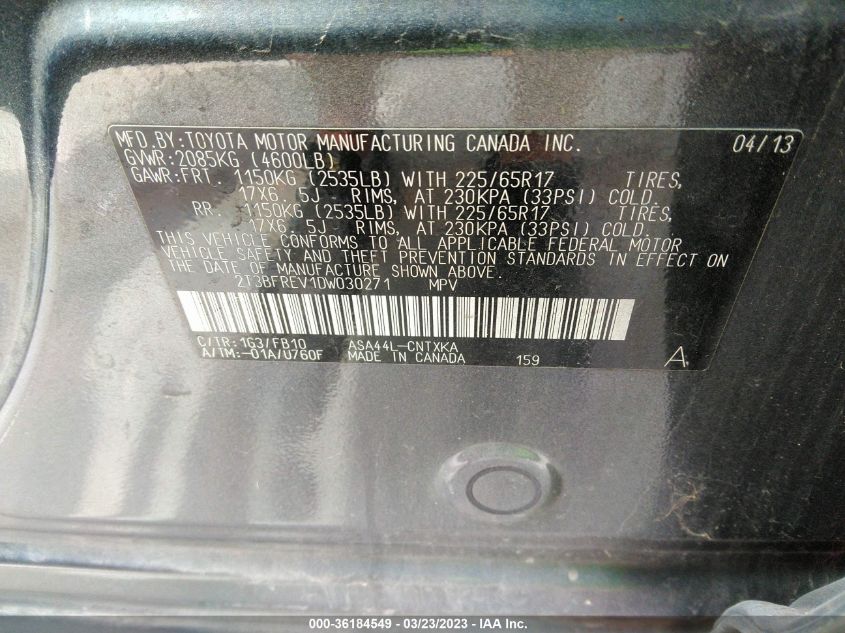 MFD.BY:TOYOTA MOTOR MANUFACTURING CANADA INC. 04/13
GVWR:2085KG (4600LB)
GAWR:FRT. 1150KG (2535LB) WITH 225/65R17 TIRES,
17X6. 5J RIMS, AT 230KPA (33PSI) COLD.
RR. 1150KG (2535LB) WITH 225/65R17 TIRES,
17X6. 5J RIMS, AT 230KPA (33PSI) COLD.
THIS VEHICLE CONFORMS TO ALL APPLICABLE FEDERAL MOTOR
VEHICLE SAFETY AND THEFT PREVENTION STANDARDS IN EFFECT ON
THE DATE OF MANUFACTURE SHOWN ABOVE.
2T3BFREV1DW030271 MPV
C/TR:1G3/FB10 ASA44L-CNTXKA
A/TM:-01A/U760F MADE IN CANADA 159 A
000-36184549 — 03/23/2023 — IAA Inc.